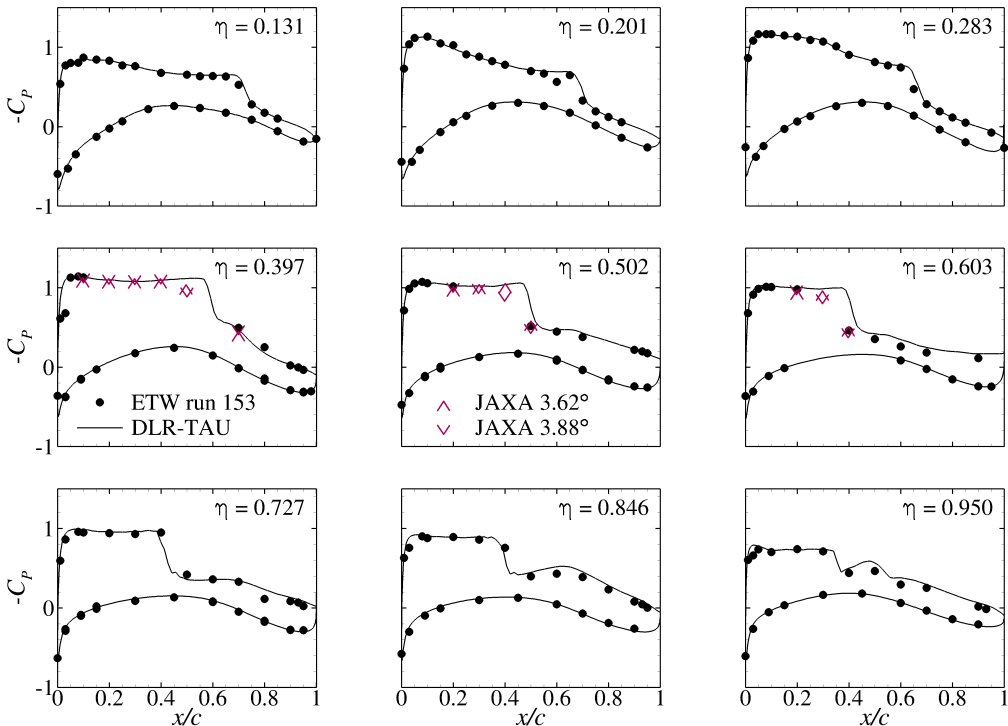 η = 0.131
η = 0.201
η = 0.283
-C_P
1
0
-1
η = 0.397
η = 0.502
η = 0.603
-C_P
1
0
-1
ETW run 153
DLR-TAU
JAXA 3.62°
JAXA 3.88°
η = 0.727
η = 0.846
η = 0.950
-C_P
1
0
-1
0 0.2 0.4 0.6 0.8 1
0 0.2 0.4 0.6 0.8 1
0 0.2 0.4 0.6 0.8 1
x/c
x/c
x/c